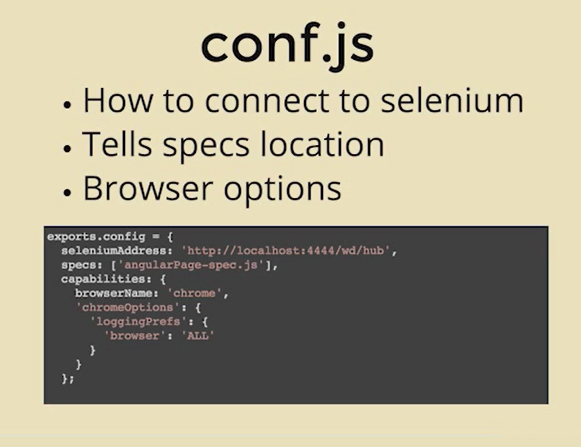 conf.js
• How to connect to selenium
• Tells specs location
• Browser options
exports.config = {
  seleniumAddress: 'http://localhost:4444/wd/hub',
  specs: ['angularPage-spec.js'],
  capabilities: {
    browserName: 'chrome',
    'chromeOptions': {
      'loggingPrefs': {
        'browser': 'ALL'
      }
    }
  };